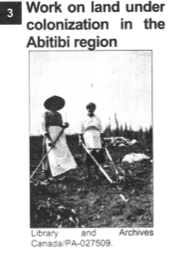 3
Work on land under
colonization in the
Abitibi region
Library and Archives
Canada/PA-027509.